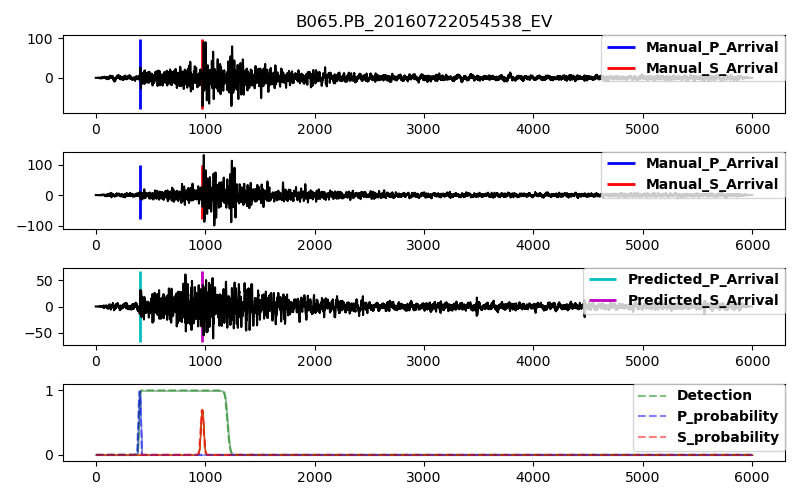 B065.PB_20160722054538_EV
100
0
Manual_P_Arrival
Manual_S_Arrival
0 1000 2000 3000 4000 5000 6000
100
0
−100
Manual_P_Arrival
Manual_S_Arrival
0 1000 2000 3000 4000 5000 6000
50
0
−50
Predicted_P_Arrival
Predicted_S_Arrival
0 1000 2000 3000 4000 5000 6000
1
0
Detection
P_probability
S_probability
0 1000 2000 3000 4000 5000 6000